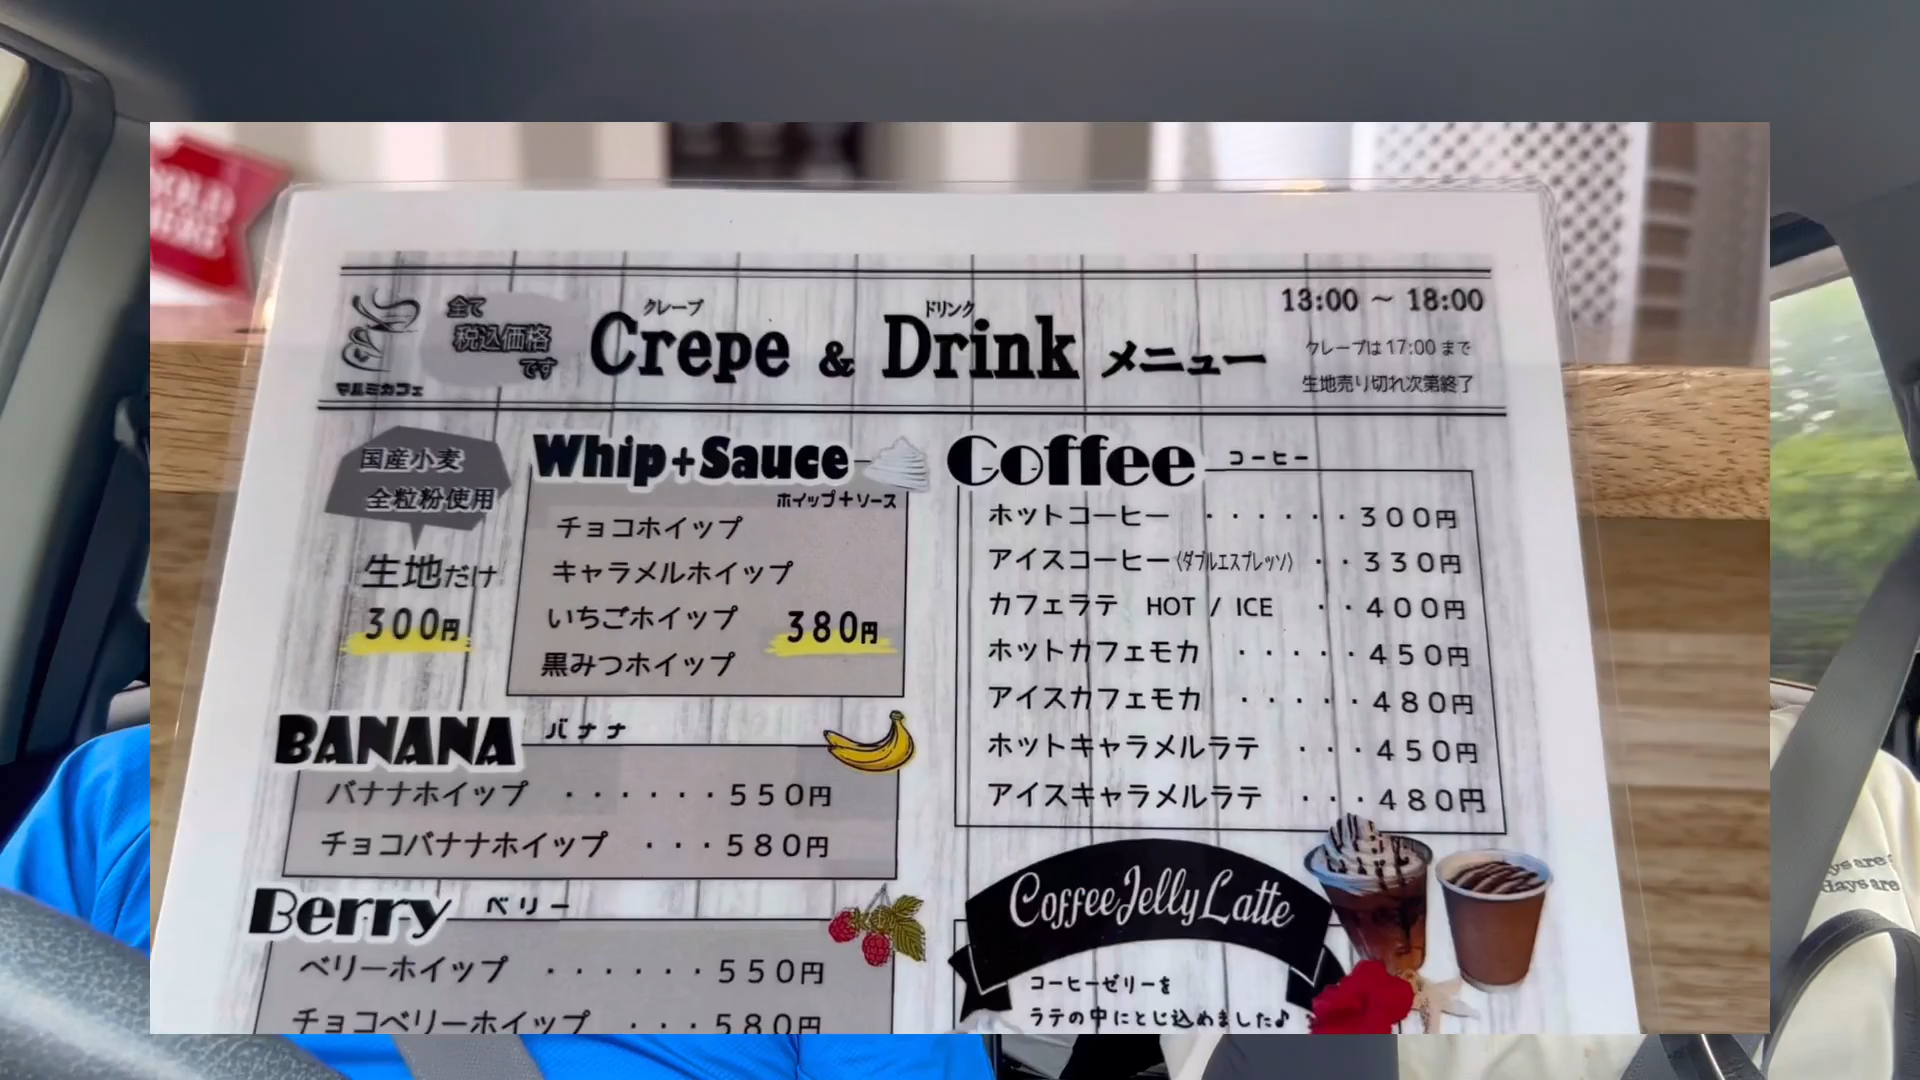 SOLD
HERE
全て
税込価格
です
マルミカフェ
クレープ
ドリンク
Crepe & Drink メニュー
13:00 ~ 18:00
クレープは17:00まで
生地売り切れ次第終了
国産小麦
全粒粉使用
生地だけ
300円
Whip+Sauce
ホイップ+ソース
チョコホイップ
キャラメルホイップ
いちごホイップ
黒みつホイップ
380円
BANANA バナナ
バナナホイップ ・・・・・・・550円
チョコバナナホイップ ・・・580円
Berry ベリー
ベリーホイップ ・・・・・・・550円
チョコベリーホイップ ・・・580円
Coffee コーヒー
ホットコーヒー ・・・・・・300円
アイスコーヒー(ダブルエスプレッソ) ・・330円
カフェラテ HOT / ICE ・・400円
ホットカフェモカ ・・・・・450円
アイスカフェモカ ・・・・・480円
ホットキャラメルラテ ・・・450円
アイスキャラメルラテ ・・・480円
Coffee Jelly Latte
コーヒーゼリーを
ラテの中にとじ込めました♪
days are